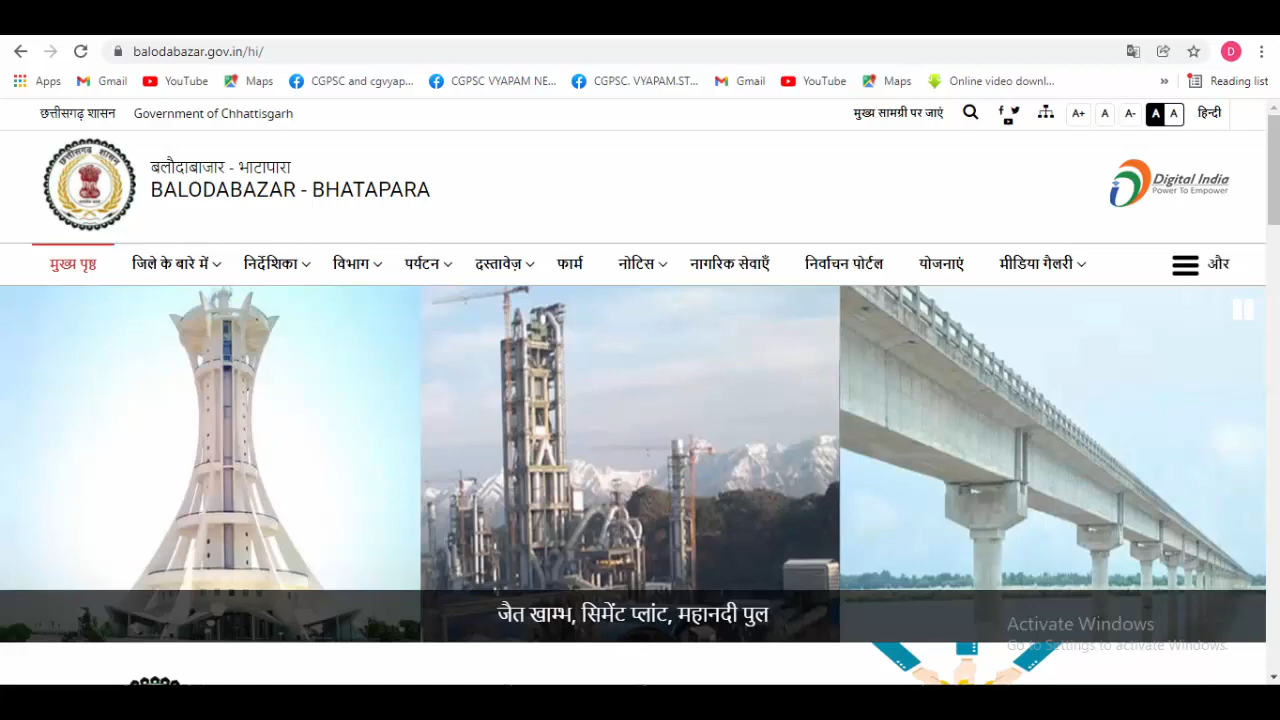 balodabazar.gov.in/hi/
D
Apps Gmail YouTube Maps CGPSC and cgvyap... CGPSC VYAPAM NE... CGPSC. VYAPAM.ST... Gmail YouTube Maps Online video downl... » Reading list
छत्तीसगढ़ शासन Government of Chhattisgarh मुख्य सामग्री पर जाएं A+ A A- A A हिन्दी
बलौदाबाजार - भाटापारा
BALODABAZAR - BHATAPARA
Digital India
Power To Empower
मुख्य पृष्ठ जिले के बारे में निर्देशिका विभाग पर्यटन दस्तावेज़ फार्म नोटिस नागरिक सेवाएँ निर्वाचन पोर्टल योजनाएं मीडिया गैलरी और
जैत खाम्भ, सिमेंट प्लांट, महानदी पुल
Activate Windows
Go to Settings to activate Windows.